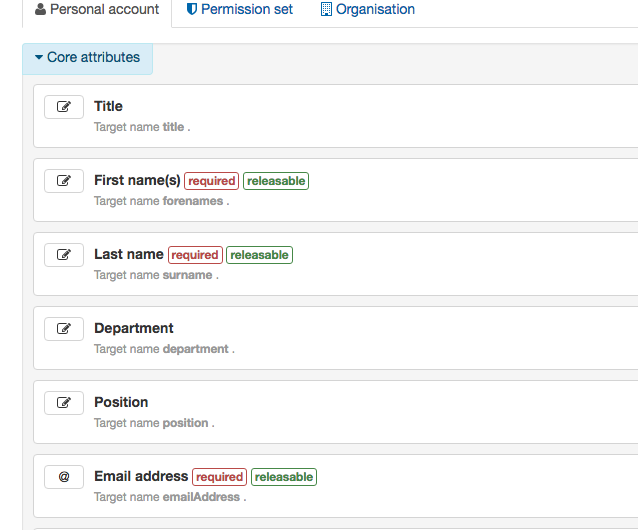 Personal account Permission set Organisation
Core attributes
Title
Target name title .
First name(s) required releasable
Target name forenames .
Last name required releasable
Target name surname .
Department
Target name department .
Position
Target name position .
@ Email address required releasable
Target name emailAddress .